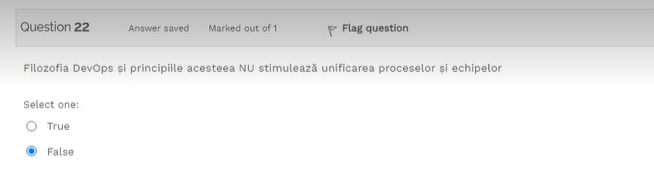 Question 22 Answer saved Marked out of 1 Flag question
Filozofia DevOps și principiile acesteea NU stimulează unificarea proceselor și echipelor
Select one:
True
False